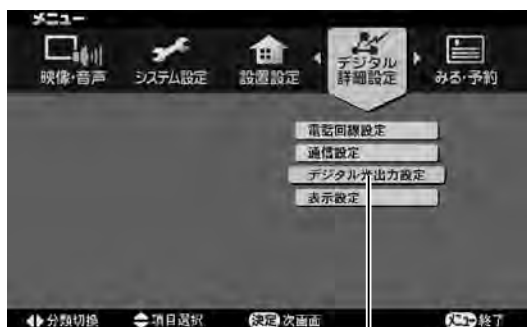 メニュー
映像・音声 システム設定 設置設定 デジタル詳細設定 みる・予約
電話回線設定
通信設定
デジタル光出力設定
表示設定
分類切換 項目選択 決定 次画面 メニュー 終了